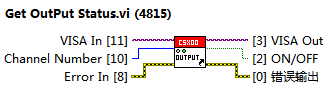 Get OutPut Status.vi (4815)
VISA In [11]
Channel Number [10]
Error In [8]
CSXOO
OUTPUT
[3] VISA Out
[2] ON/OFF
[0] 错误输出